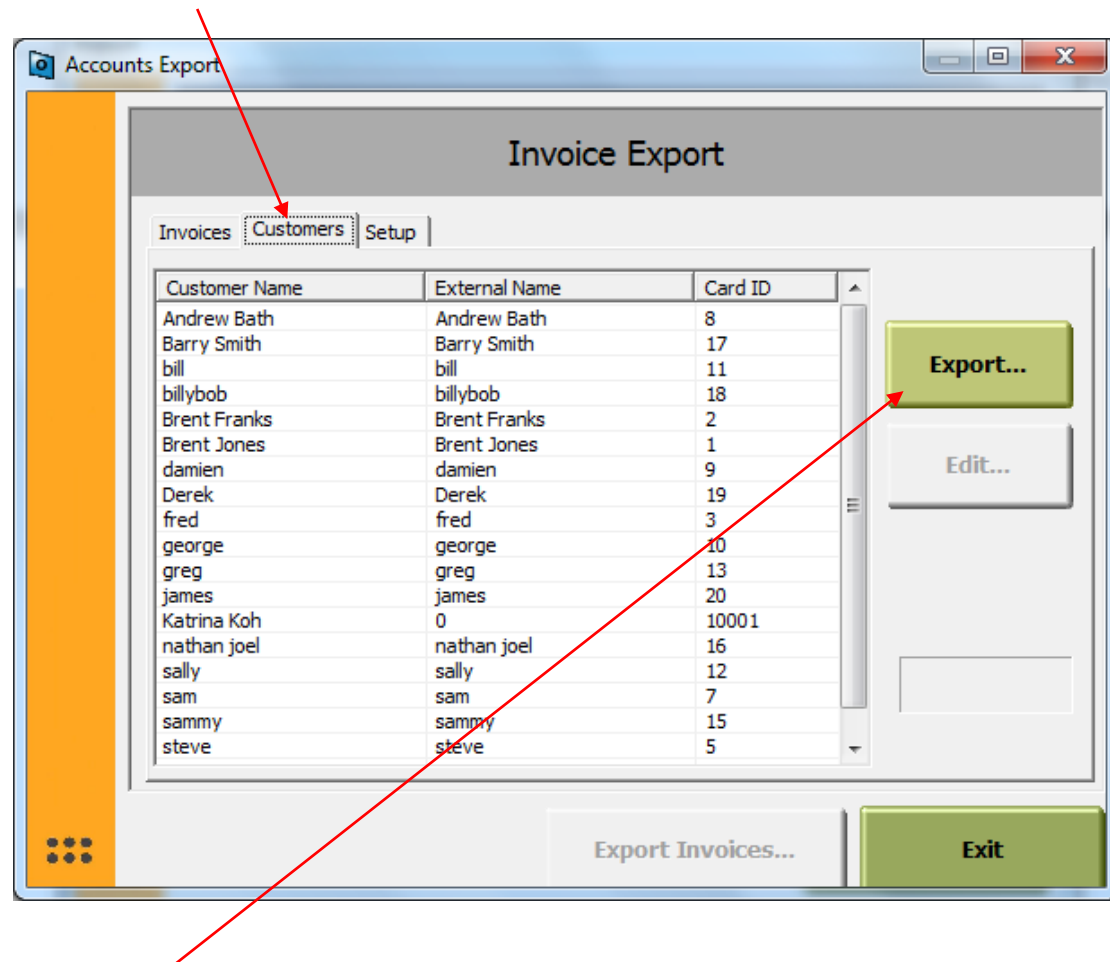 Accounts Export
Invoice Export
Invoices Customers Setup
Customer Name External Name Card ID
Andrew Bath Andrew Bath 8
Barry Smith Barry Smith 17
bill bill 11
billybob billybob 18
Brent Franks Brent Franks 2
Brent Jones Brent Jones 1
damien damien 9
Derek Derek 19
fred fred 3
george george 10
greg greg 13
james james 20
Katrina Koh 0 10001
nathan joel nathan joel 16
sally sally 12
sam sam 7
sammy sammy 15
steve steve 5
Export...
Edit...
Export Invoices...
Exit